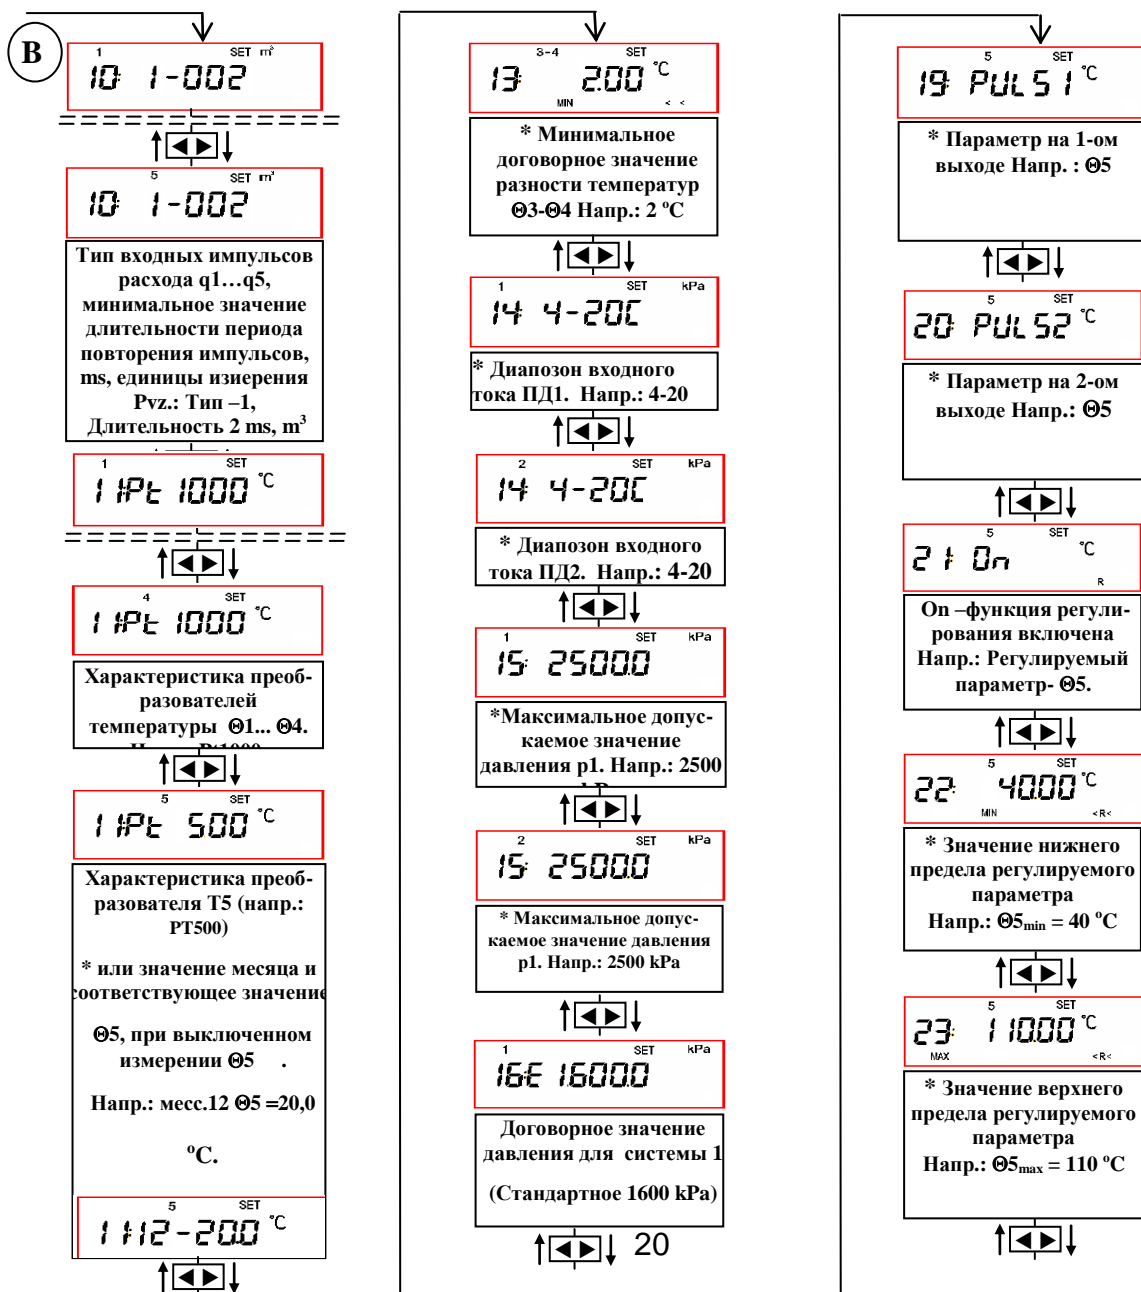 B
1 SET m³
10: 1-002
5 SET m³
10: 1-002
Тип входных импульсов
расхода q1…q5,
минимальное значение
длительности периода
повторения импульсов,
ms, единицы изиерения
Pvz.: Тип –1,
Длительность 2 ms, m³
1 SET
11:Pt 1000 °C
4 SET
11:Pt 1000 °C
Характеристика преоб-
разователей
температуры Θ1... Θ4.
5 SET
11:Pt 500 °C
Характеристика преоб-
разователя T5 (напр.:
PT500)
* или значение месяца и
соответствующее значение
Θ5, при выключенном
измерении Θ5 .
Напр.: месс.12 Θ5 =20,0
°C.
5 SET
11:12-20.0 °C
3-4 SET
13: 2.00 °C
MIN < <
* Минимальное
договорное значение
разности температур
Θ3-Θ4 Напр.: 2 °C
1 SET kPa
14: 4-20C
* Диапозон входного
тока ПД1. Напр.: 4-20
2 SET kPa
14: 4-20C
* Диапозон входного
тока ПД2. Напр.: 4-20
1 SET kPa
15: 2500.0
*Максимальное допус-
каемое значение
давления p1. Напр.: 2500
2 SET kPa
15: 2500.0
* Максимальное допус-
каемое значение давления
p1. Напр.: 2500 kPa
1 SET kPa
16:E 1600.0
Договорное значение
давления для системы 1
(Стандартное 1600 kPa)
20
5 SET
19: PULS1 °C
* Параметр на 1-ом
выходе Напр. : Θ5
5 SET
20: PULS2 °C
* Параметр на 2-ом
выходе Напр.: Θ5
5 SET
21: On °C
R
On –функция регули-
рования включена
Напр.: Регулируемый
параметр- Θ5.
5 SET
22: 40.00 °C
MIN <R<
* Значение нижнего
предела регулируемого
параметра
Напр.: Θ5min = 40 °C
5 SET
23: 110.00 °C
MAX <R<
* Значение верхнего
предела регулируемого
параметра
Напр.: Θ5max = 110 °C